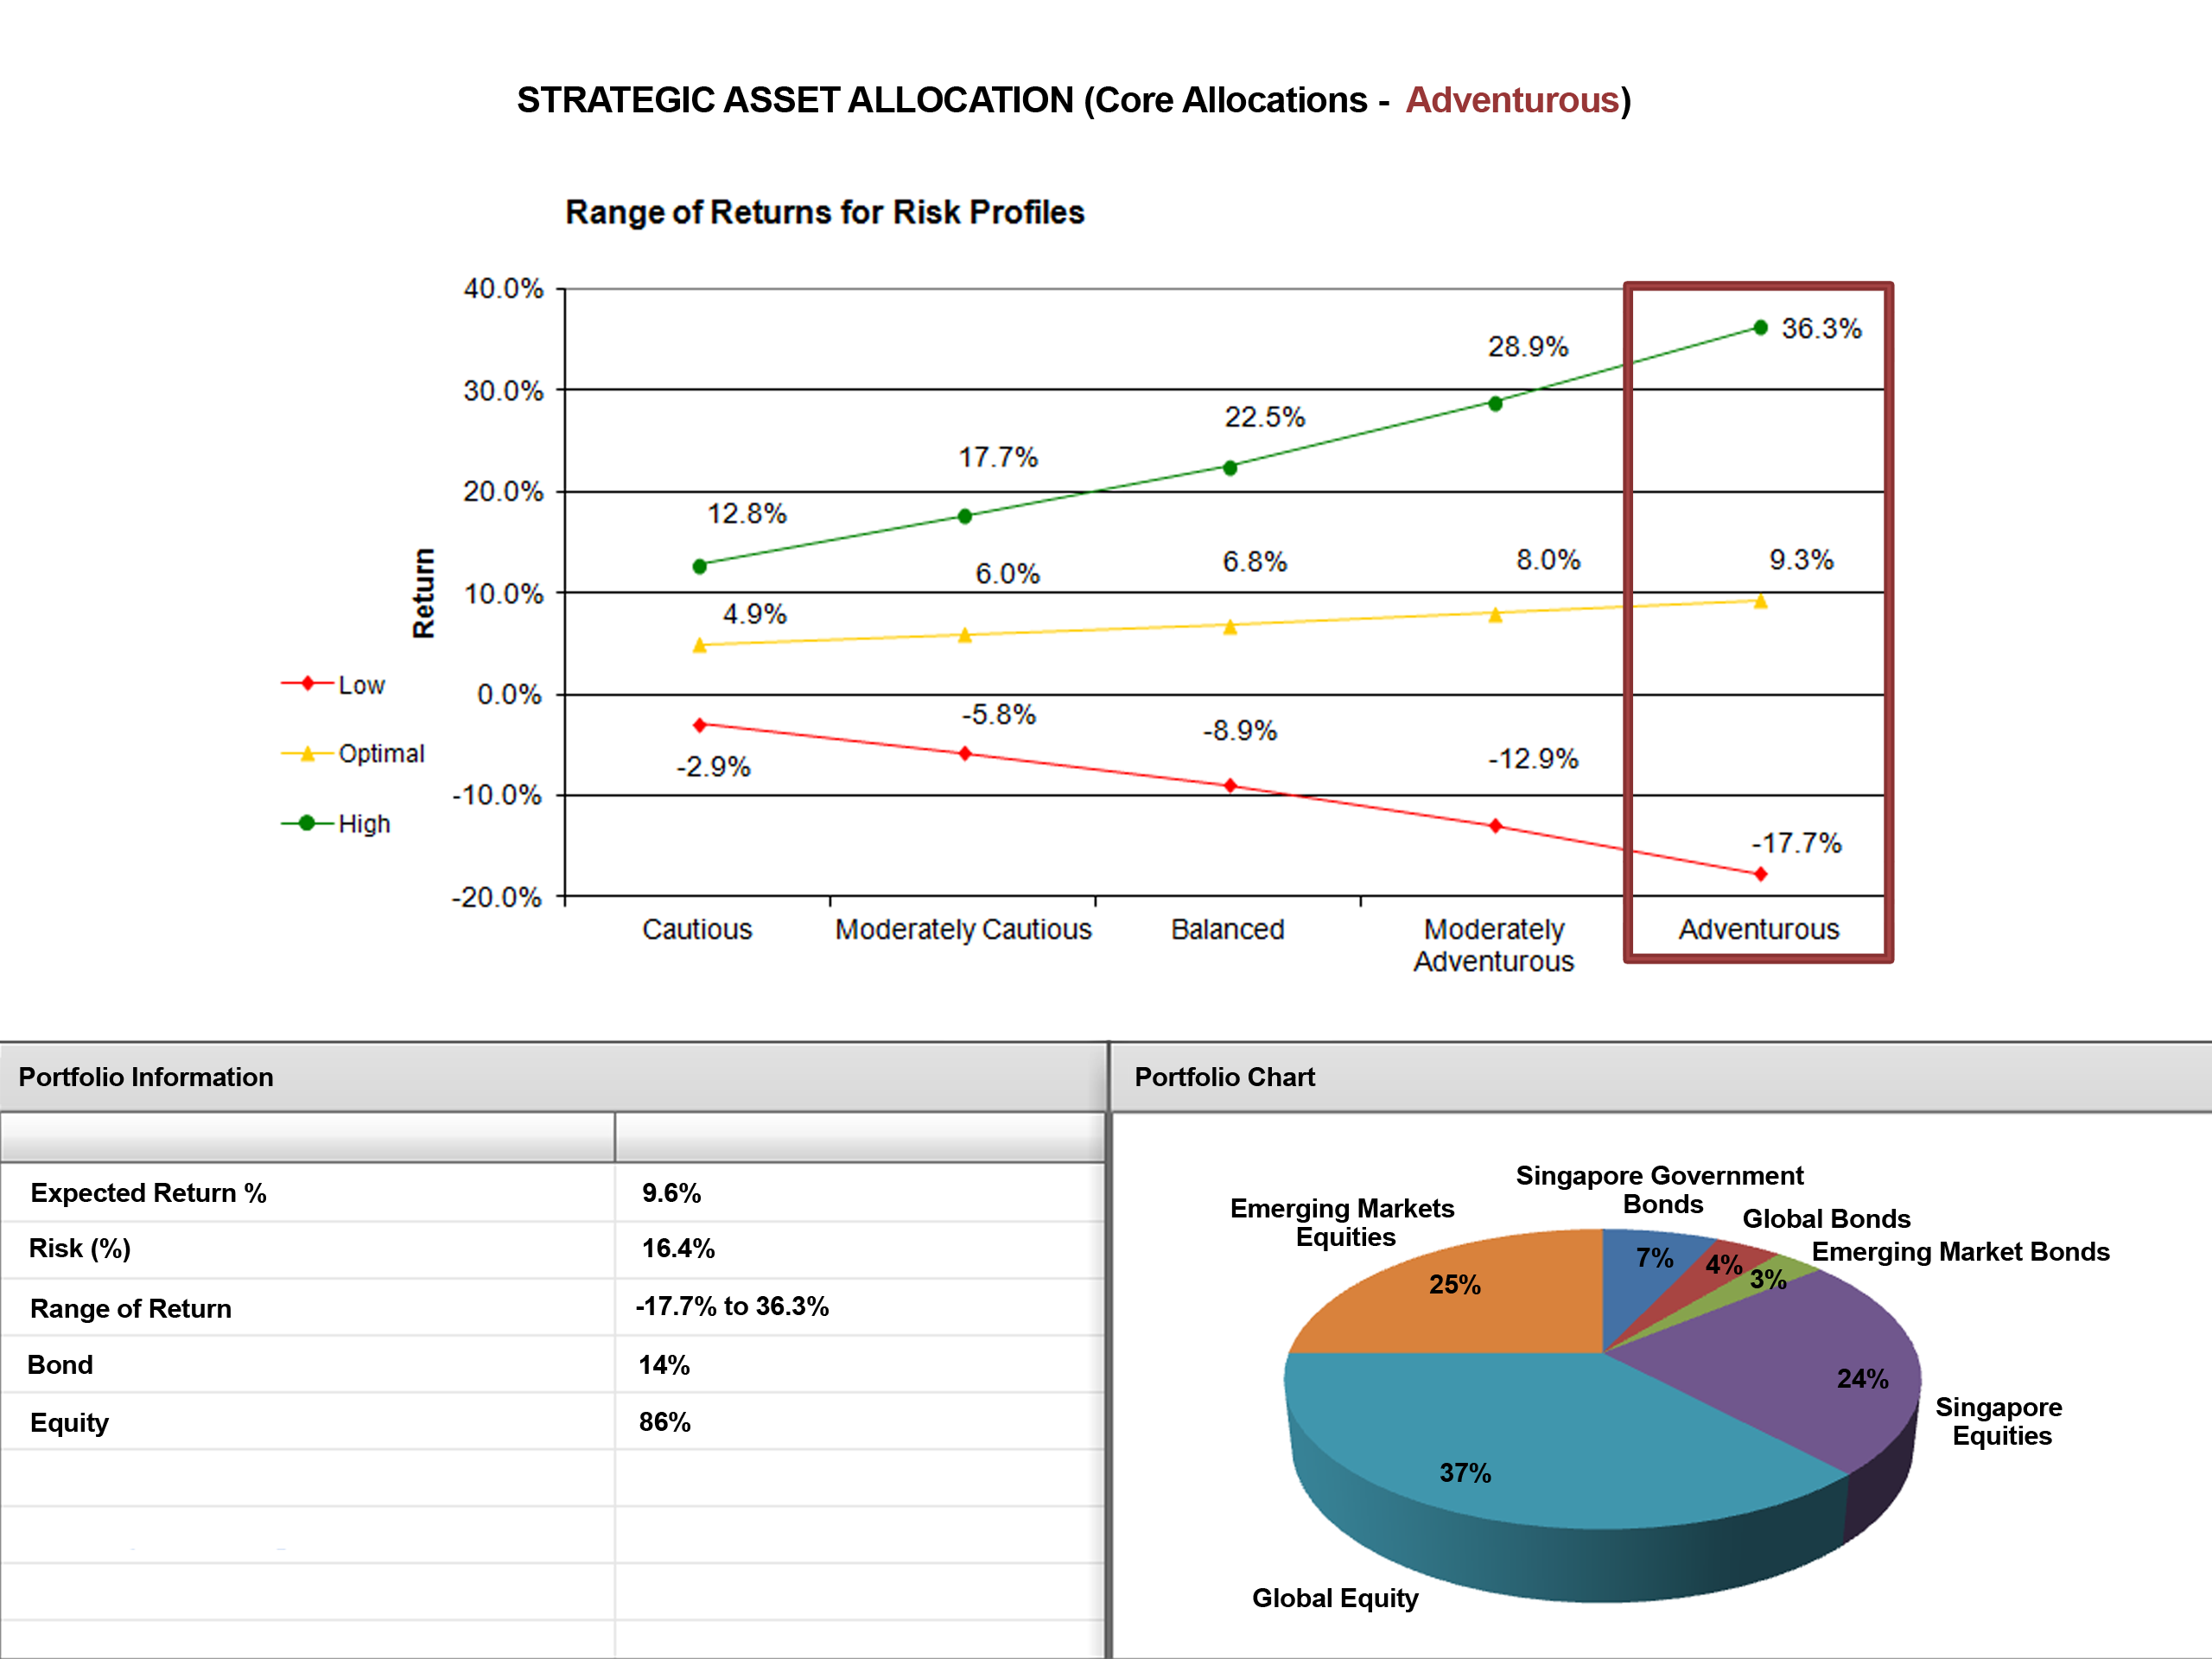 STRATEGIC ASSET ALLOCATION (Core Allocations - Adventurous)
Range of Returns for Risk Profiles
Return
40.0%
30.0%
20.0%
10.0%
0.0%
-10.0%
-20.0%
12.8%
17.7%
22.5%
28.9%
36.3%
4.9%
6.0%
6.8%
8.0%
9.3%
-2.9%
-5.8%
-8.9%
-12.9%
-17.7%
Low
Optimal
High
Cautious
Moderately Cautious
Balanced
Moderately
Adventurous
Adventurous
Portfolio Information
Expected Return % 9.6%
Risk (%) 16.4%
Range of Return -17.7% to 36.3%
Bond 14%
Equity 86%
Portfolio Chart
Singapore Government
Bonds
7%
Global Bonds
4%
Emerging Market Bonds
3%
Singapore
Equities
24%
Global Equity
37%
Emerging Markets
Equities
25%